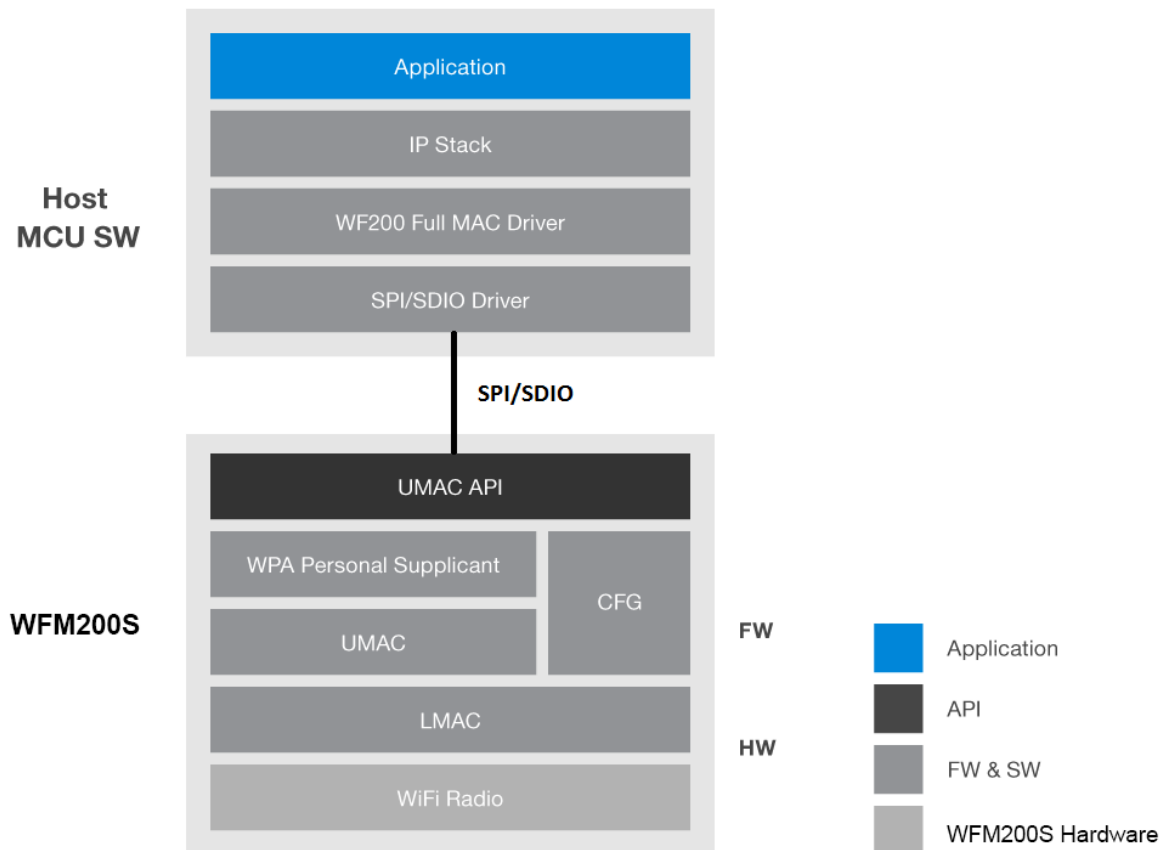 Application
IP Stack
Host
MCU SW
WF200 Full MAC Driver
SPI/SDIO Driver
SPI/SDIO
UMAC API
WPA Personal Supplicant
CFG
WFM200S
UMAC
FW
LMAC
HW
WiFi Radio
Application
API
FW & SW
WFM200S Hardware